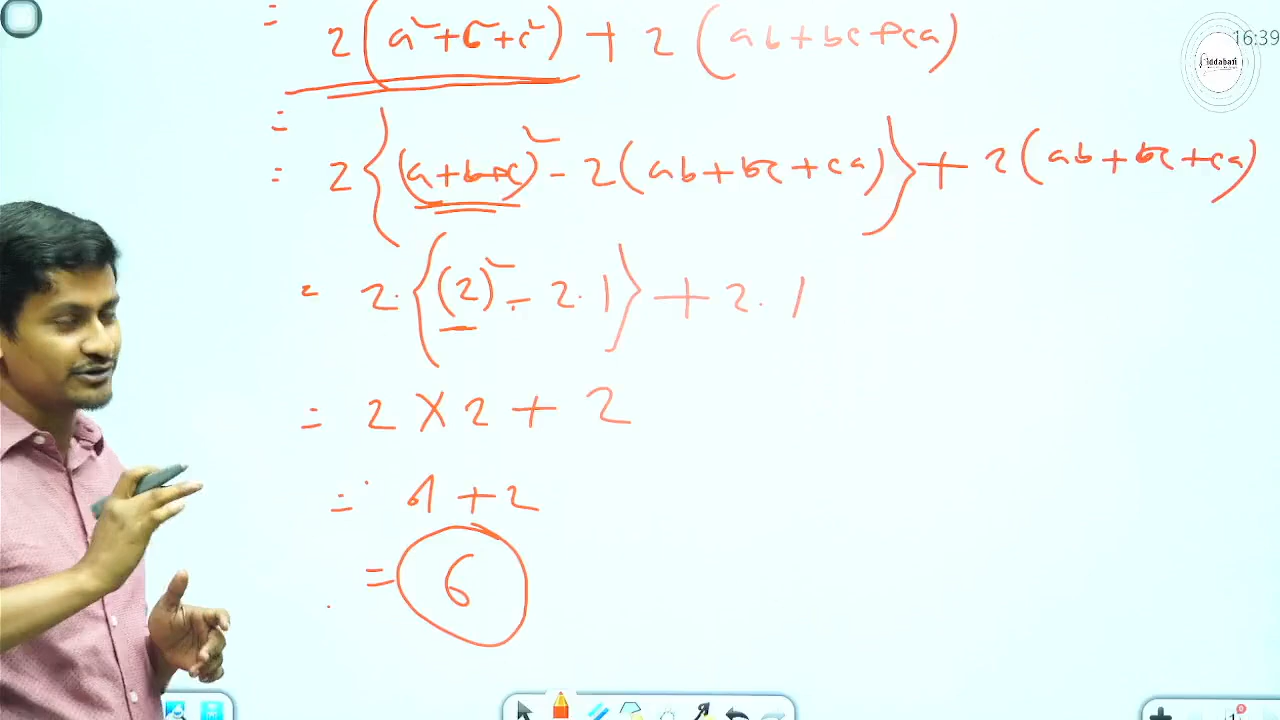 = 2(a²+b²+c²) + 2(ab+bc+ca)
=
= 2{(a+b+c)² - 2(ab+bc+ca)} + 2(ab+bc+ca)
= 2·{(2)² - 2·1} + 2·1
= 2 × 2 + 2
= 4 + 2
= 6
16:39